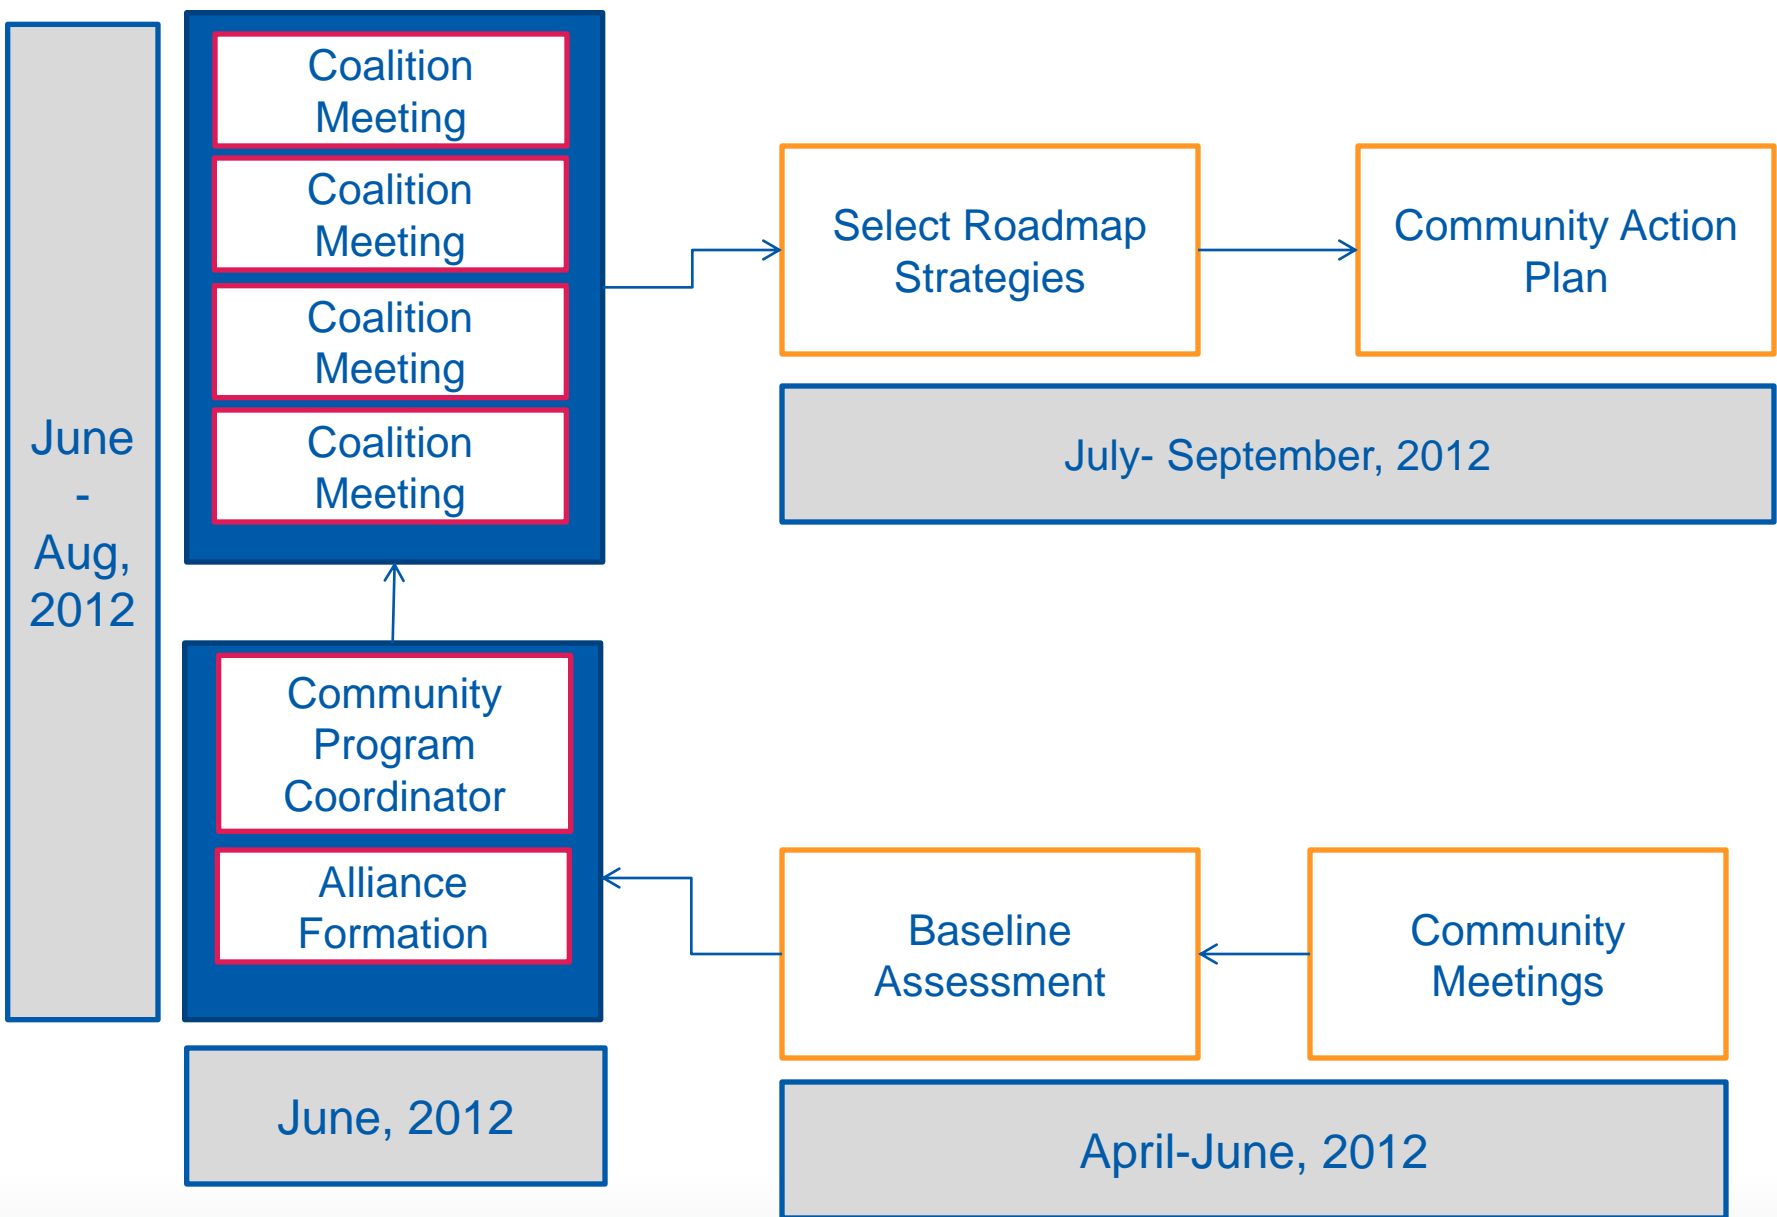 June
-
Aug,
2012
Coalition
Meeting
Coalition
Meeting
Coalition
Meeting
Coalition
Meeting
Select Roadmap
Strategies
Community Action
Plan
July- September, 2012
Community
Program
Coordinator
Alliance
Formation
Baseline
Assessment
Community
Meetings
June, 2012
April-June, 2012